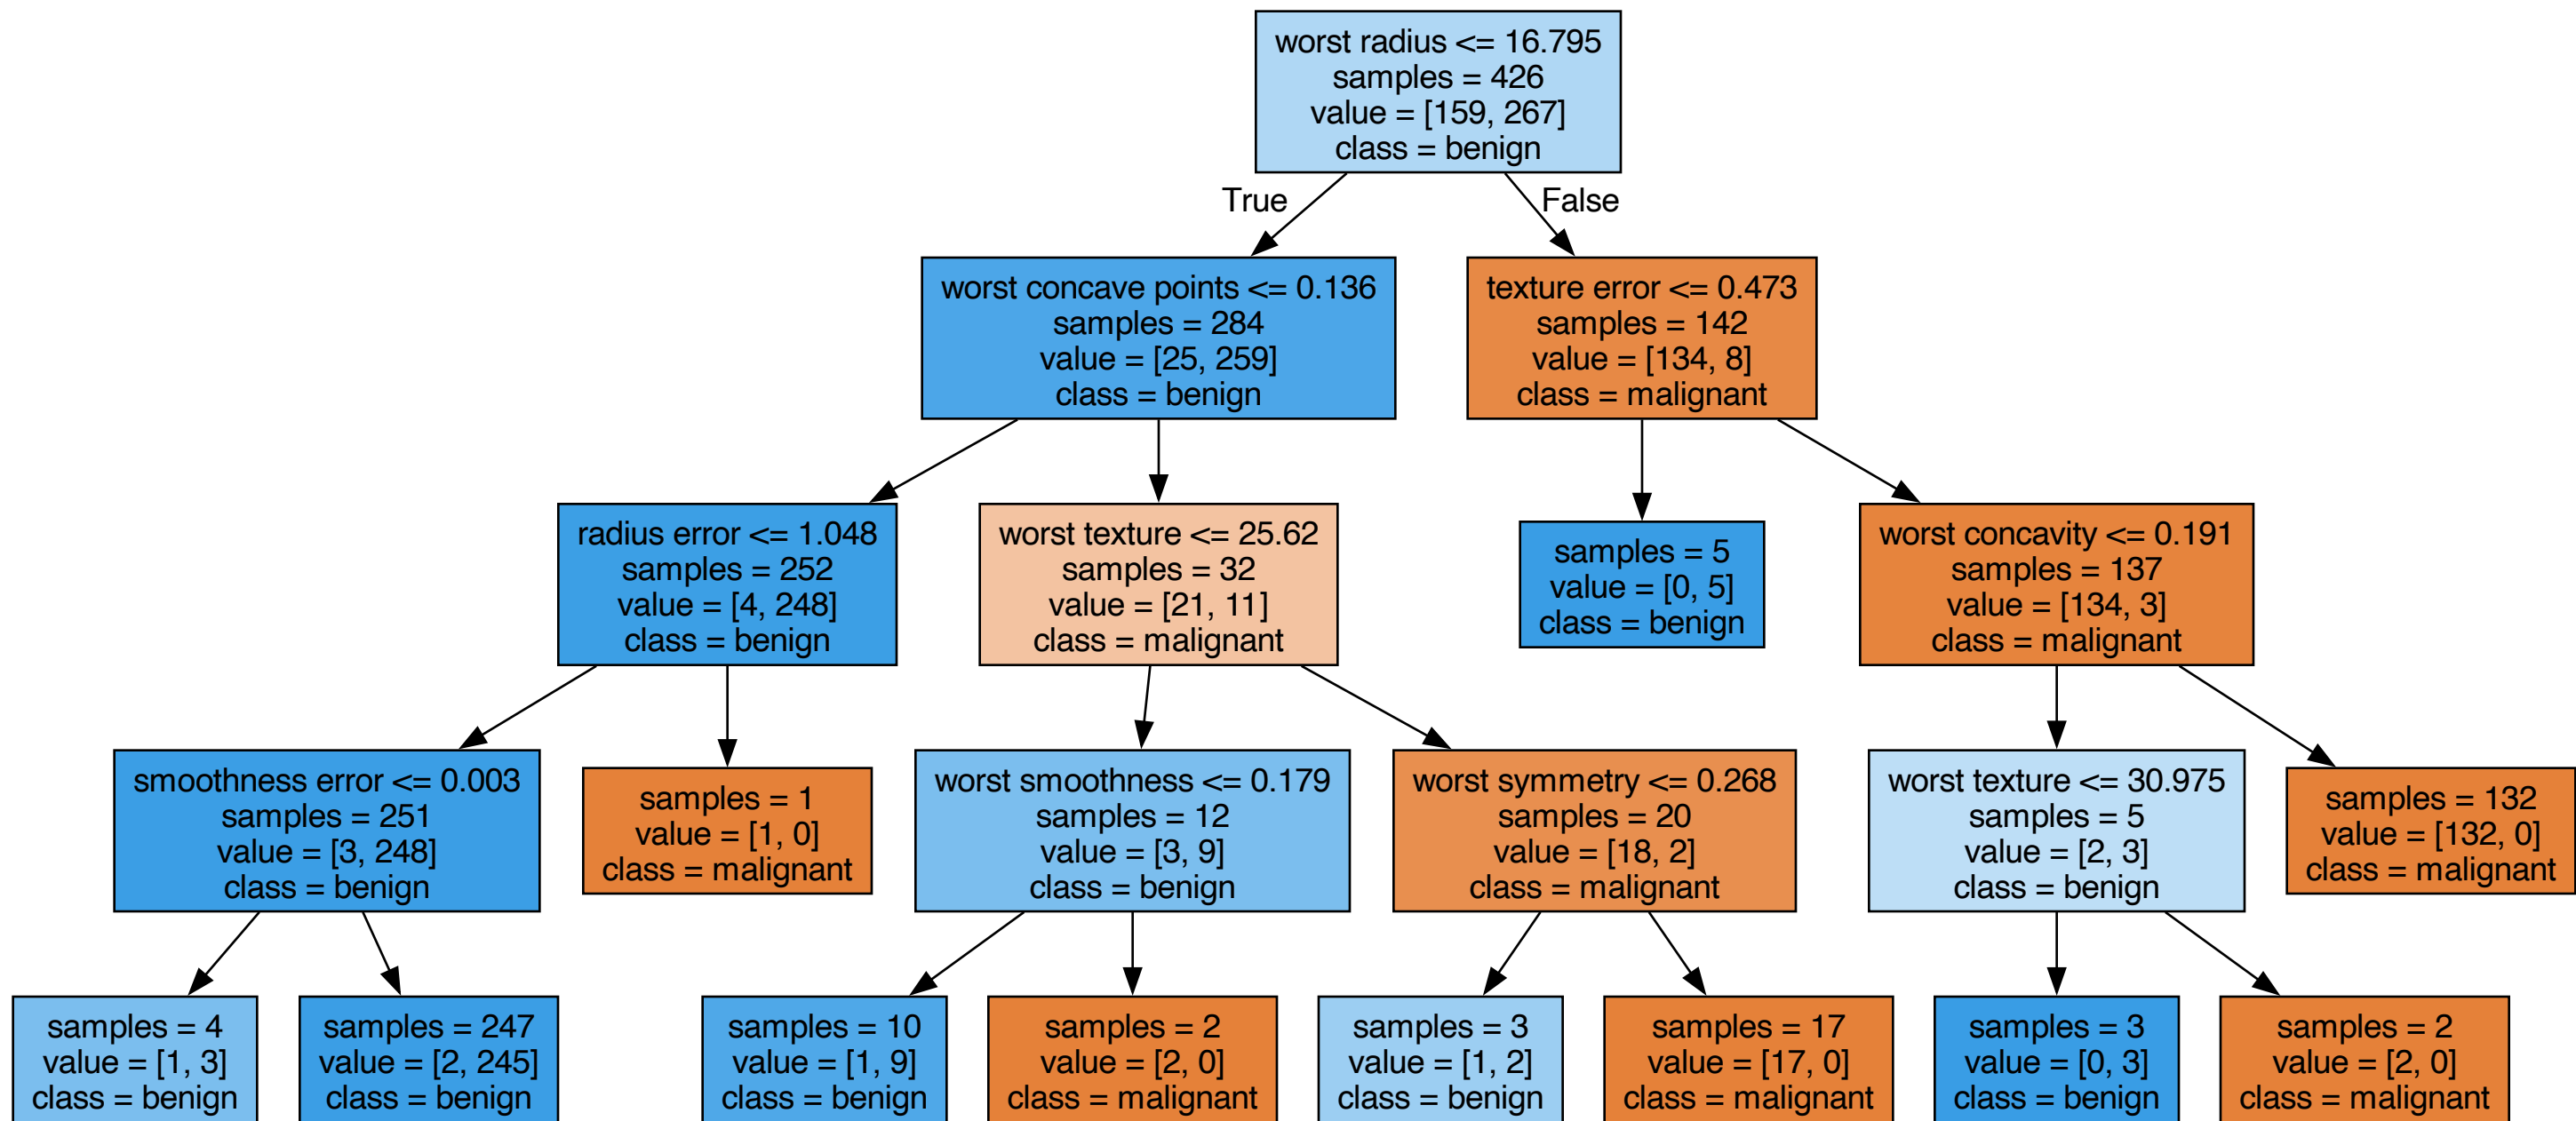 worst radius <= 16.795
samples = 426
value = [159, 267]
class = benign
True
False
worst concave points <= 0.136
samples = 284
value = [25, 259]
class = benign
texture error <= 0.473
samples = 142
value = [134, 8]
class = malignant
radius error <= 1.048
samples = 252
value = [4, 248]
class = benign
worst texture <= 25.62
samples = 32
value = [21, 11]
class = malignant
samples = 5
value = [0, 5]
class = benign
worst concavity <= 0.191
samples = 137
value = [134, 3]
class = malignant
smoothness error <= 0.003
samples = 251
value = [3, 248]
class = benign
samples = 1
value = [1, 0]
class = malignant
worst smoothness <= 0.179
samples = 12
value = [3, 9]
class = benign
worst symmetry <= 0.268
samples = 20
value = [18, 2]
class = malignant
worst texture <= 30.975
samples = 5
value = [2, 3]
class = benign
samples = 132
value = [132, 0]
class = malignant
samples = 4
value = [1, 3]
class = benign
samples = 247
value = [2, 245]
class = benign
samples = 10
value = [1, 9]
class = benign
samples = 2
value = [2, 0]
class = malignant
samples = 3
value = [1, 2]
class = benign
samples = 17
value = [17, 0]
class = malignant
samples = 3
value = [0, 3]
class = benign
samples = 2
value = [2, 0]
class = malignant